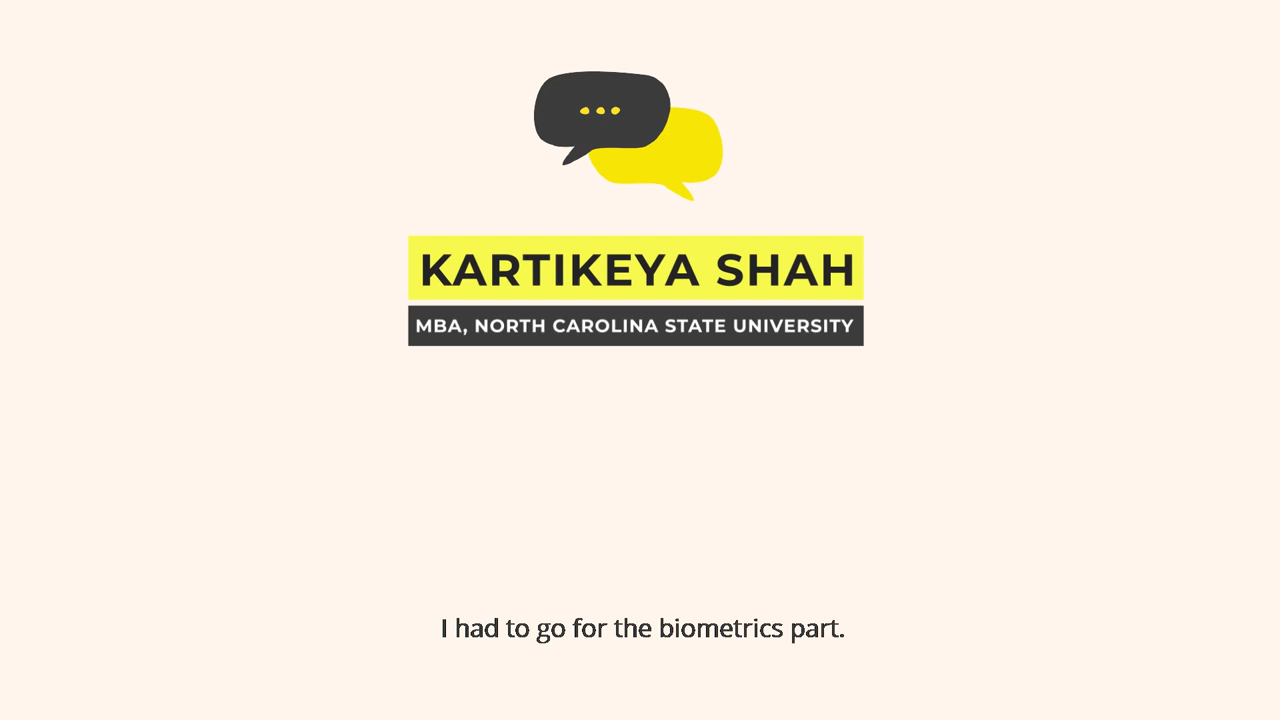 KARTIKEYA SHAH
MBA, NORTH CAROLINA STATE UNIVERSITY
I had to go for the biometrics part.